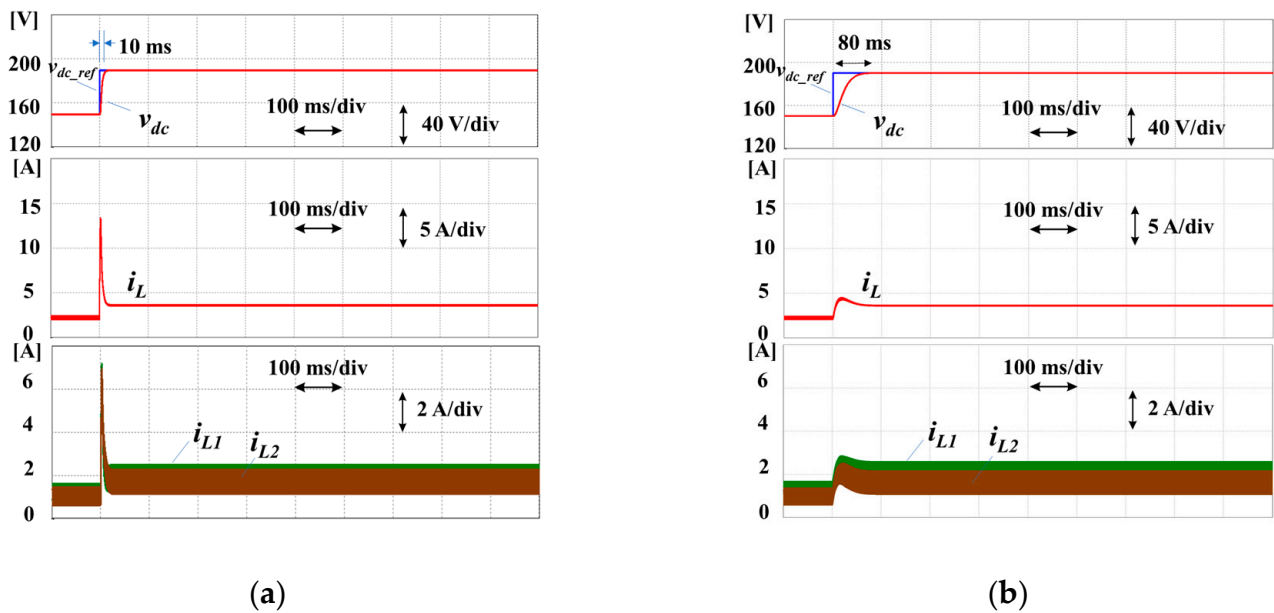 [V]
10 ms
200
v_dc_ref
160
v_dc
120
100 ms/div
40 V/div
[A]
15
10
5
0
i_L
100 ms/div
5 A/div
[A]
6
4
2
0
i_L1
i_L2
100 ms/div
2 A/div
(a)
[V]
80 ms
200
v_dc_ref
160
v_dc
120
100 ms/div
40 V/div
[A]
15
10
5
0
i_L
100 ms/div
5 A/div
[A]
6
4
2
0
i_L1
i_L2
100 ms/div
2 A/div
(b)